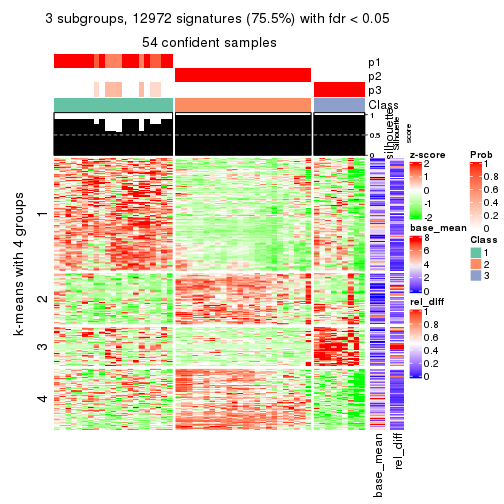 3 subgroups, 12972 signatures (75.5%) with fdr < 0.05
54 confident samples
p1
p2
p3
Class
1
0.5
0
silhouette
Silhouette
score
k-means with 4 groups
1
2
3
4
base_mean
rel_diff
z-score
2
1
0
-1
-2
base_mean
8
6
4
2
0
rel_diff
1
0.8
0.6
0.4
0.2
0
Prob
1
0.8
0.6
0.4
0.2
0
Class
1
2
3